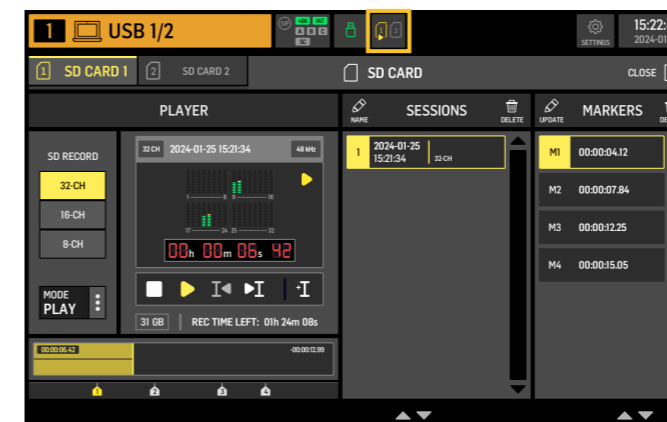 1 USB 1/2
SIP 48K INT
A B C
SC
1 2
SETTINGS
15:22:
2024-01
1 SD CARD 1
2 SD CARD 2
SD CARD
CLOSE
PLAYER
NAME
SESSIONS
DELETE
UPDATE
MARKERS
DE
SD RECORD
32-CH
16-CH
8-CH
MODE
PLAY
32 CH 2024-01-25 15:21:34 48 kHz
1 8 9 16
17 24 25 32
00h 00m 06s 42
31 GB REC TIME LEFT: 01h 24m 08s
00:00:06.42 -00:00:12.99
1 2 3 4
1 2024-01-25
15:21:34 32-CH
M1 00:00:04.12
M2 00:00:07.84
M3 00:00:12.25
M4 00:00:15.05